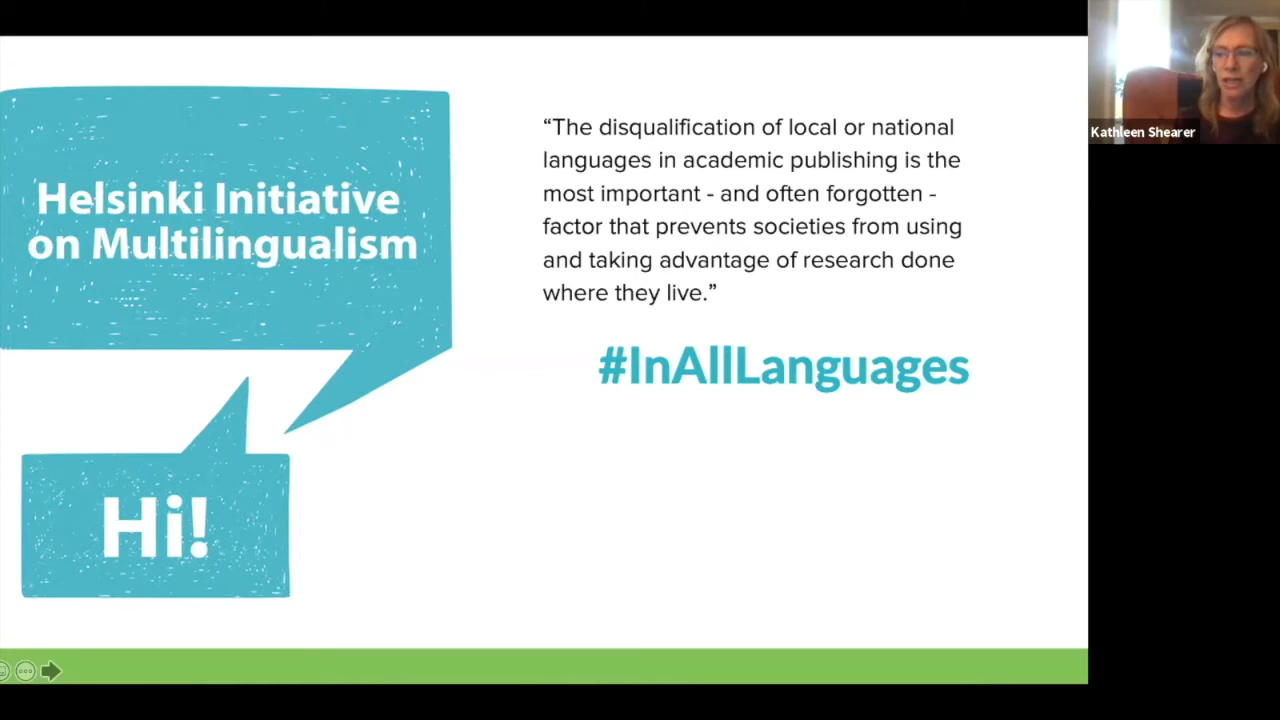 Helsinki Initiative
on Multilingualism
Hi!
“The disqualification of local or national
languages in academic publishing is the
most important - and often forgotten -
factor that prevents societies from using
and taking advantage of research done
where they live.”
#InAllLanguages
Kathleen Shearer